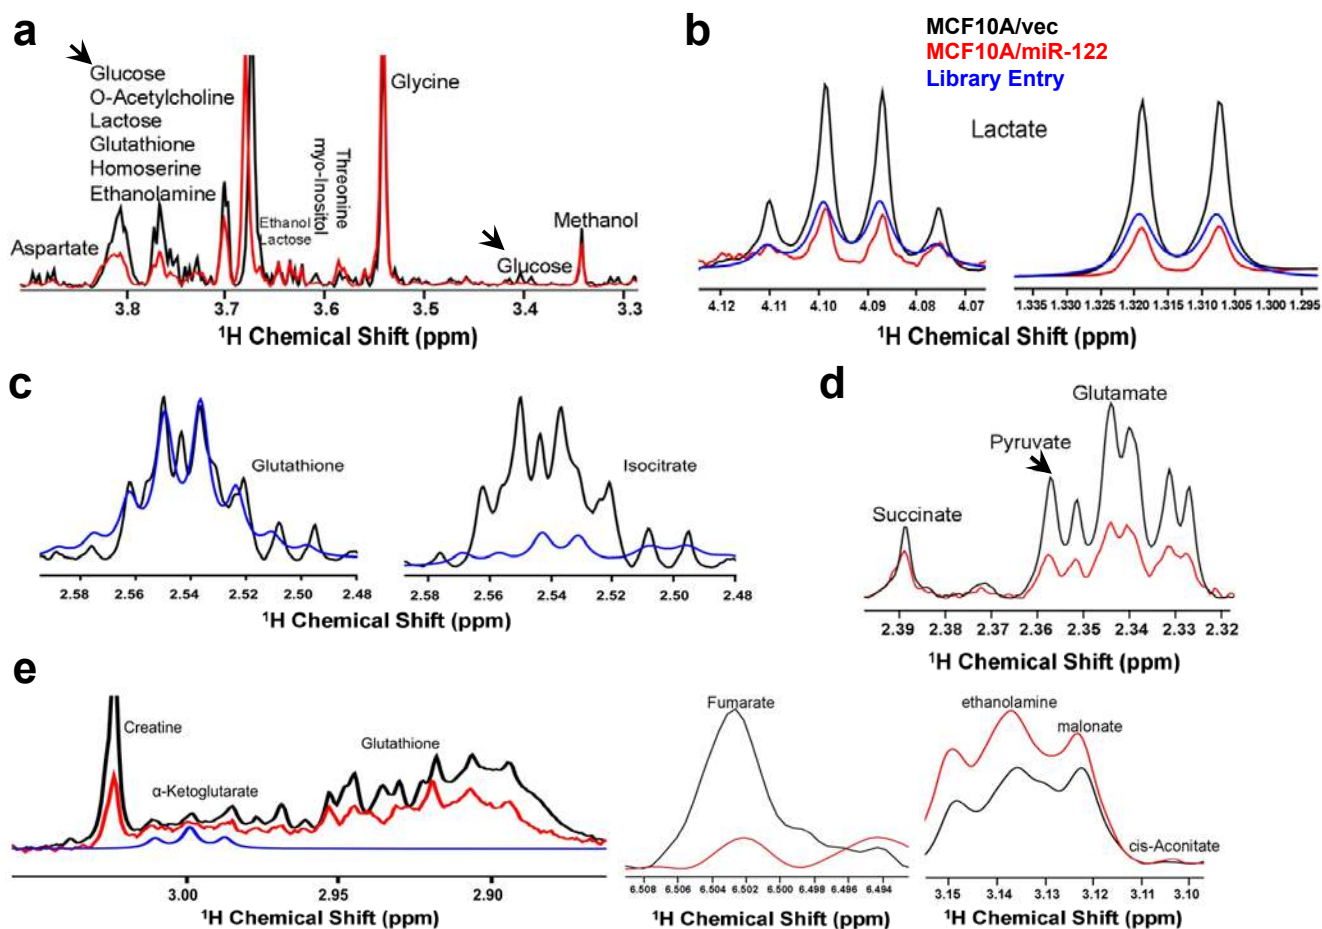 a
Glucose
O-Acetylcholine
Lactose
Glutathione
Homoserine
Ethanolamine
Aspartate
Ethanol
Lactose
myo-Inositol
Threonine
Glycine
Glucose
Methanol
3.8 3.7 3.6 3.5 3.4 3.3
¹H Chemical Shift (ppm)
b
MCF10A/vec
MCF10A/miR-122
Library Entry
Lactate
4.12 4.11 4.10 4.09 4.08 4.07
1.335 1.330 1.325 1.320 1.315 1.310 1.305 1.300 1.295
¹H Chemical Shift (ppm)
c
Glutathione
2.58 2.56 2.54 2.52 2.50 2.48
Isocitrate
2.58 2.56 2.54 2.52 2.50 2.48
¹H Chemical Shift (ppm)
d
Glutamate
Pyruvate
Succinate
2.39 2.38 2.37 2.36 2.35 2.34 2.33 2.32
¹H Chemical Shift (ppm)
e
Creatine
α-Ketoglutarate
Glutathione
3.00 2.95 2.90
¹H Chemical Shift (ppm)
Fumarate
6.508 6.506 6.504 6.502 6.500 6.498 6.496 6.494
¹H Chemical Shift (ppm)
ethanolamine
malonate
cis-Aconitate
3.15 3.14 3.13 3.12 3.11 3.10
¹H Chemical Shift (ppm)